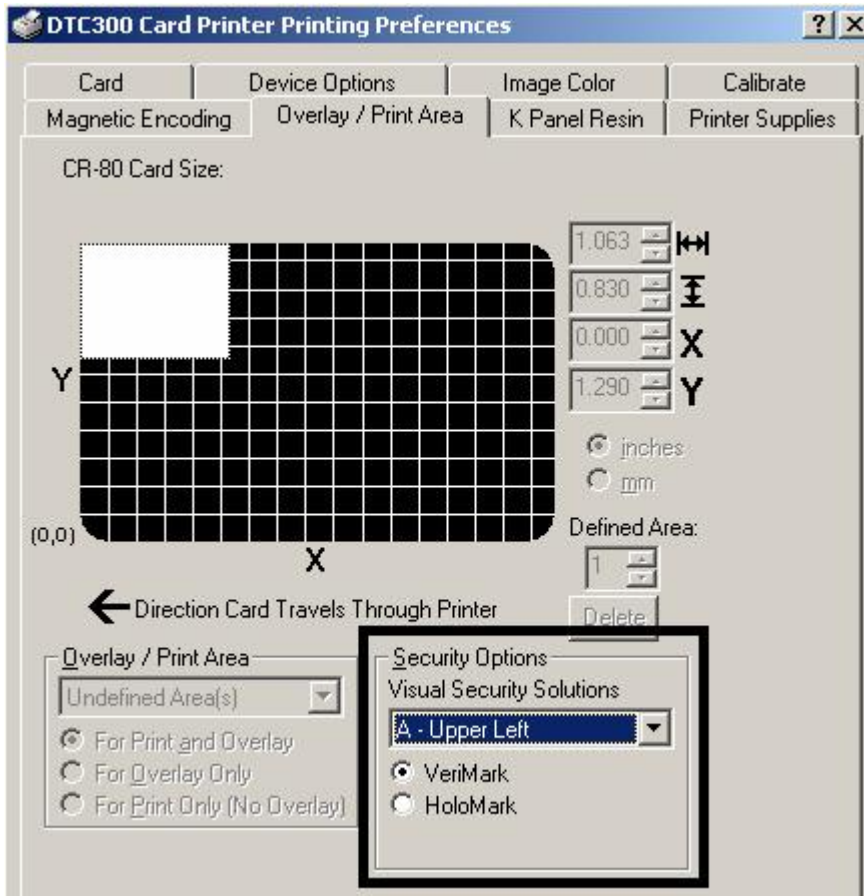 DTC300 Card Printer Printing Preferences
Card Device Options Image Color Calibrate
Magnetic Encoding Overlay / Print Area K Panel Resin Printer Supplies
CR-80 Card Size:
1.063
0.830
0.000 X
1.290 Y
Y
inches
mm
(0,0)
X
Defined Area:
1
Direction Card Travels Through Printer
Delete
Overlay / Print Area
Undefined Area(s)
For Print and Overlay
For Overlay Only
For Print Only (No Overlay)
Security Options
Visual Security Solutions
A - Upper Left
VeriMark
HoloMark